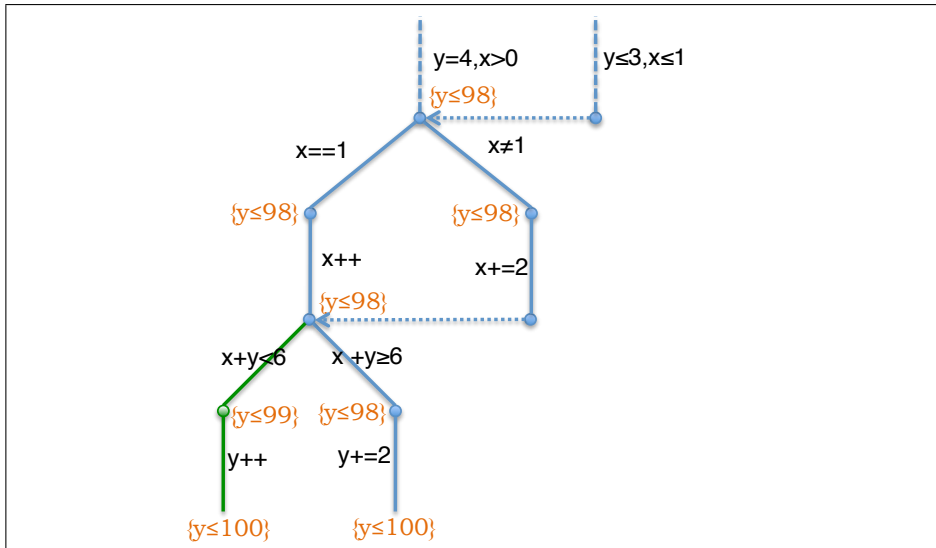 y=4,x>0
y≤3,x≤1
{y≤98}
x==1
x≠1
{y≤98}
{y≤98}
x++
x+=2
{y≤98}
x+y<6
x +y≥6
{y≤99}
{y≤98}
y++
y+=2
{y≤100}
{y≤100}